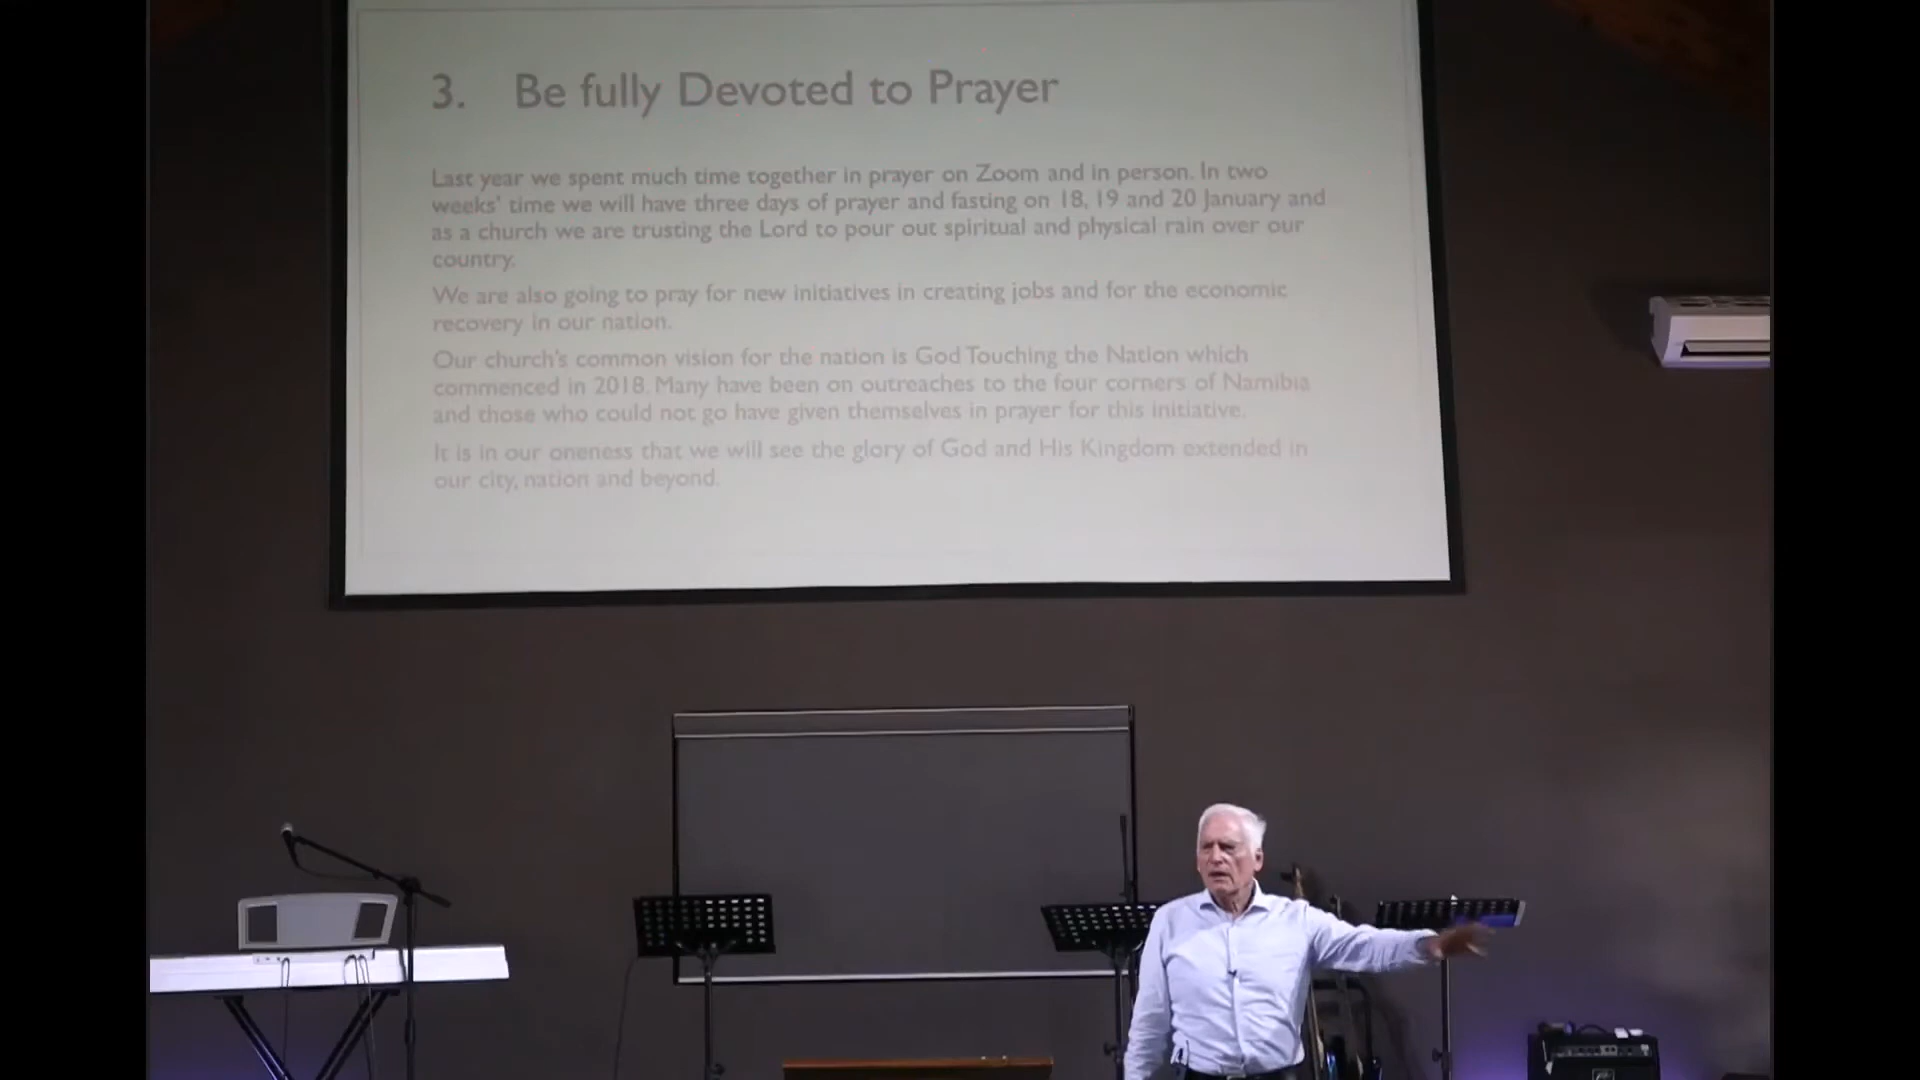 3. Be fully Devoted to Prayer
Last year we spent much time together in prayer on Zoom and in person. In two
weeks' time we will have three days of prayer and fasting on 18, 19 and 20 January and
as a church we are trusting the Lord to pour out spiritual and physical rain over our
country.
We are also going to pray for new initiatives in creating jobs and for the economic
recovery in our nation.
Our church's common vision for the nation is God Touching the Nation which
commenced in 2018. Many have been on outreaches to the four corners of Namibia
and those who could not go have given themselves in prayer for this initiative.
It is in our oneness that we will see the glory of God and His Kingdom extended in
our city, nation and beyond.